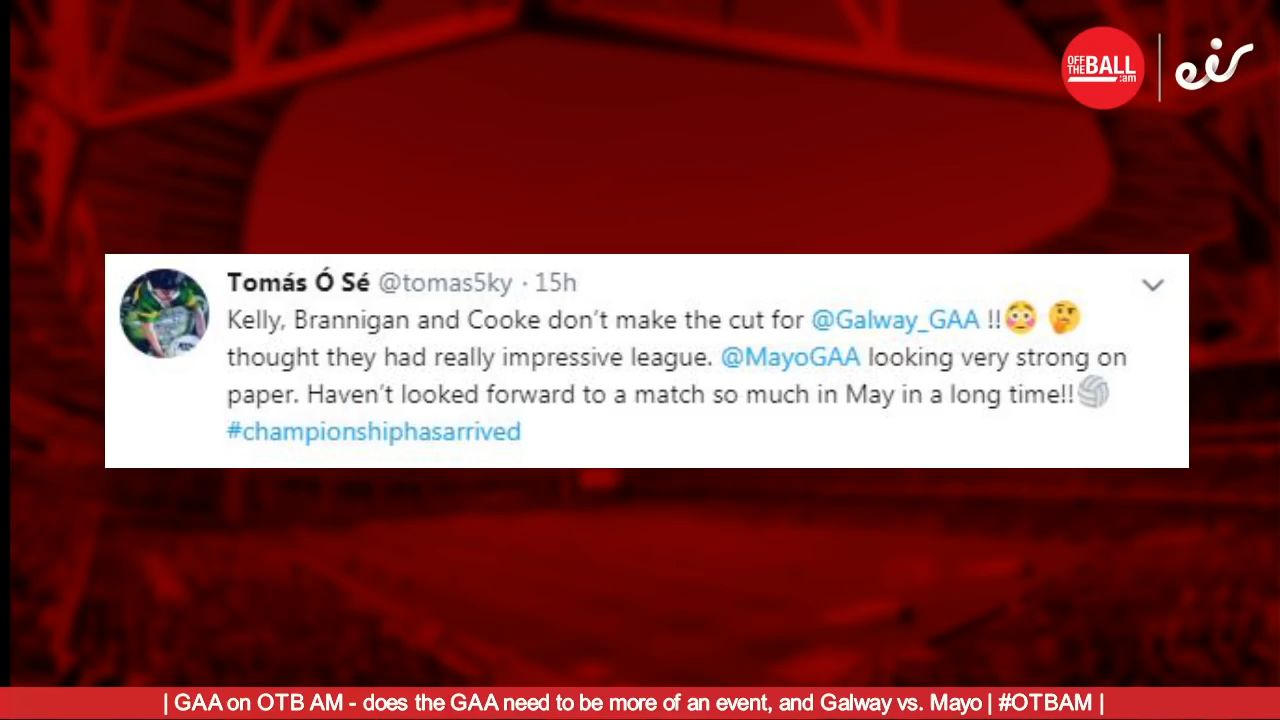 OFF
THE BALL
:am
eir
Tomás Ó Sé @tomas5ky · 15h
Kelly, Brannigan and Cooke don’t make the cut for @Galway_GAA !!😳 🤔
thought they had really impressive league. @MayoGAA looking very strong on
paper. Haven’t looked forward to a match so much in May in a long time!!🏐
#championshiphasarrived
| GAA on OTB AM - does the GAA need to be more of an event, and Galway vs. Mayo | #OTBAM |